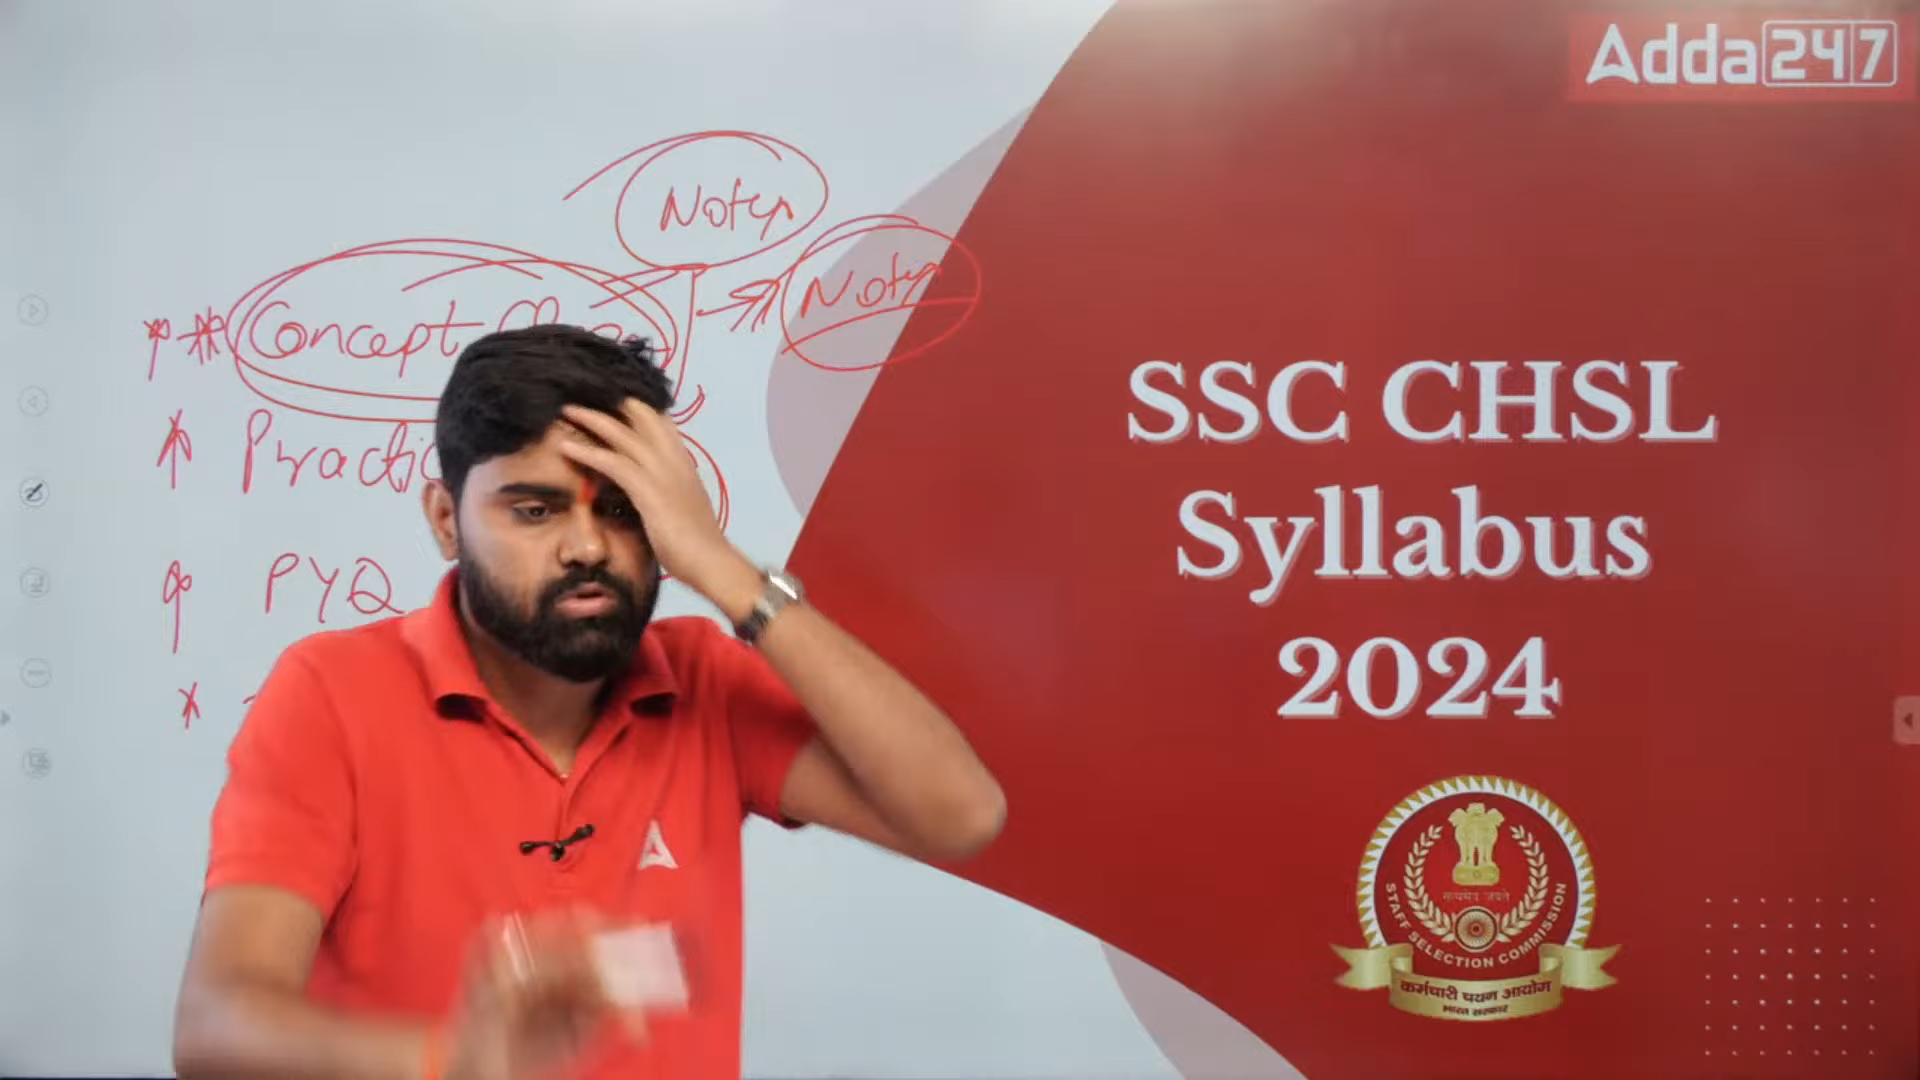 Adda247
Notes
Notes
Concept
Practic
PYQ
SSC CHSL
Syllabus
2024
सत्यमेव जयते
STAFF SELECTION COMMISSION
कर्मचारी चयन आयोग
भारत सरकार